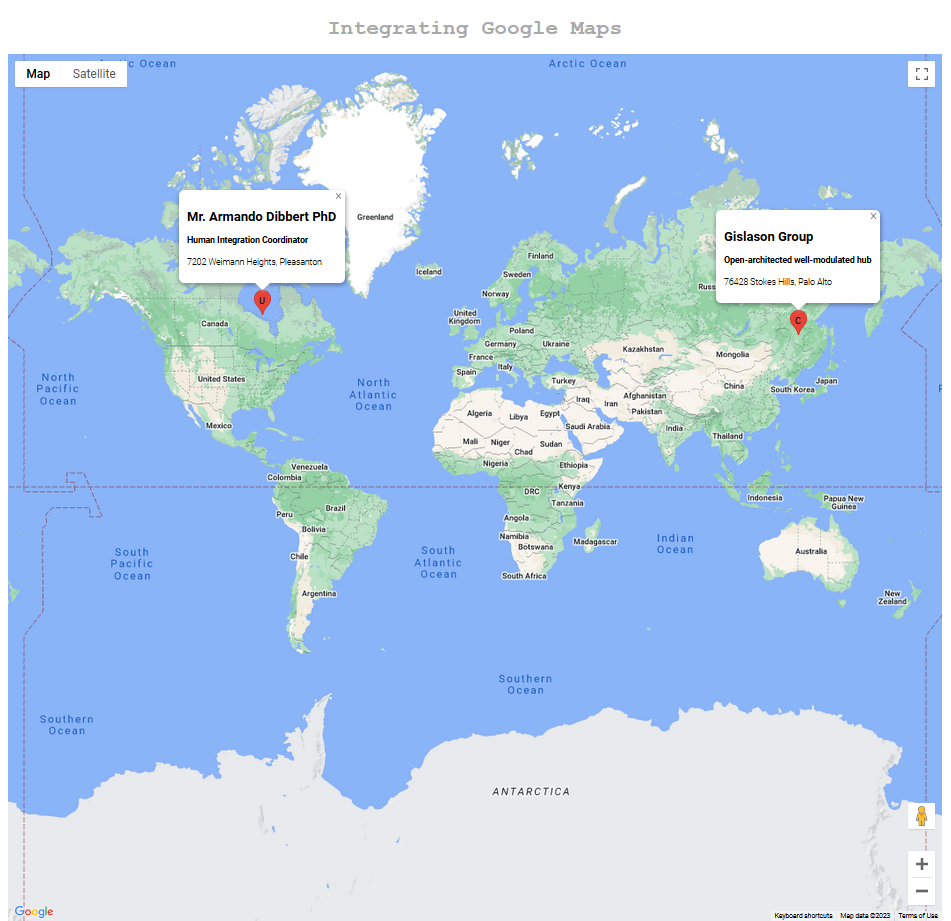 Integrating Google Maps
Map
Satellite
Arctic Ocean
Arctic Ocean
Mr. Armando Dibbert PhD
Human Integration Coordinator
7202 Weimann Heights, Pleasanton
Gislason Group
Open-architected well-modulated hub
76428 Stokes Hills, Palo Alto
Greenland
Iceland
Finland
Sweden
Norway
Russ
U
C
United
Kingdom
Canada
Poland
Germany
Ukraine
France
Kazakhstan
Mongolia
Italy
Spain
Turkey
China
Japan
South Korea
North
Pacific
Ocean
United States
North
Atlantic
Ocean
Iraq
Iran
Afghanistan
Pakistan
Algeria
Libya
Egypt
Saudi Arabia
Mexico
India
Thailand
Mali
Niger
Chad
Sudan
Nigeria
Ethiopia
Venezuela
Colombia
Kenya
DRC
Indonesia
Papua New
Guinea
Tanzania
Peru
Brazil
Angola
Bolivia
Namibia
Botswana
Madagascar
Indian
Ocean
Australia
South
Pacific
Ocean
South
Atlantic
Ocean
Chile
South Africa
Argentina
New
Zealand
Southern
Ocean
Southern
Ocean
ANTARCTICA
Google
Keyboard shortcuts
Map data ©2023
Terms of Use